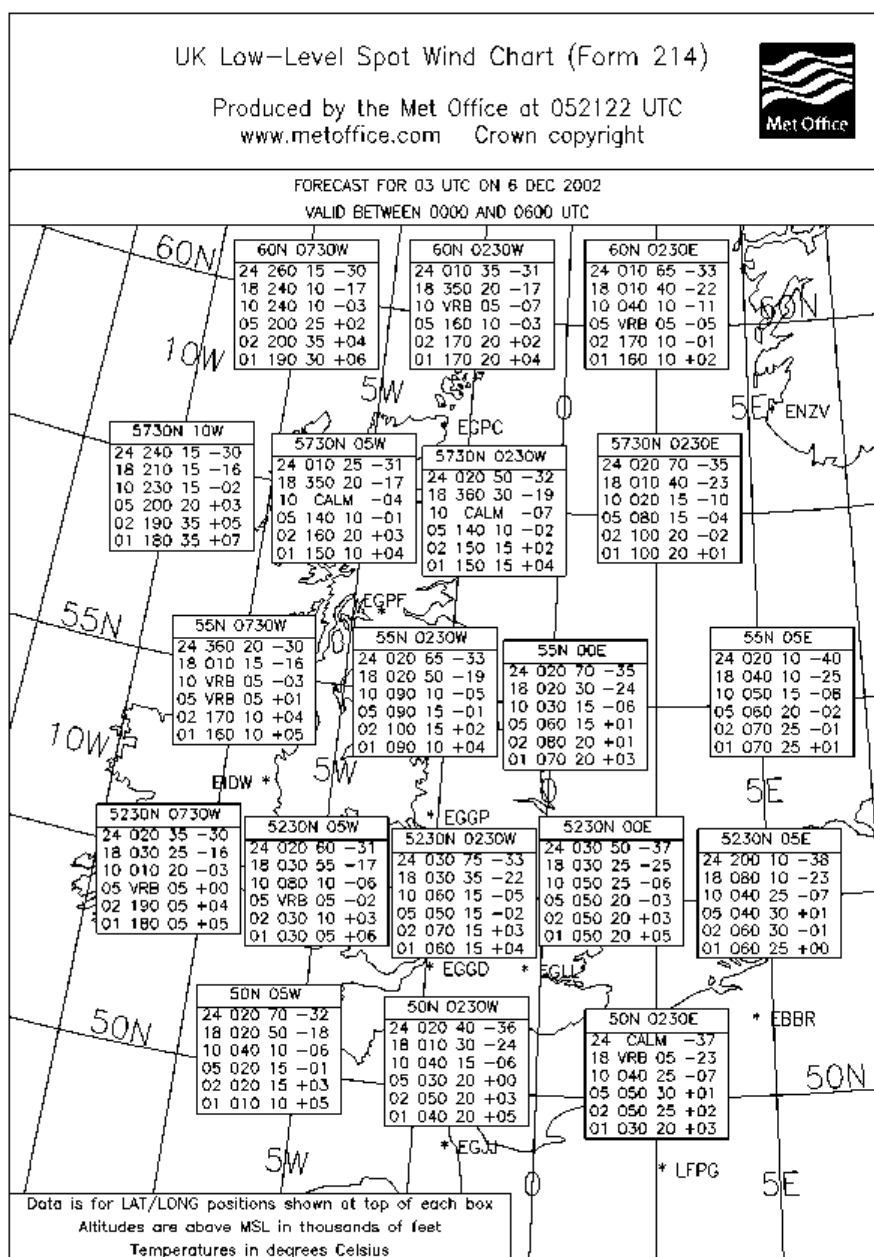 UK Low-Level Spot Wind Chart (Form 214)
Produced by the Met Office at 052122 UTC
www.metoffice.com Crown copyright
Met Office
FORECAST FOR 03 UTC ON 6 DEC 2002
VALID BETWEEN 0000 AND 0600 UTC
60N
60N 0730W
24 260 15 -30
18 240 10 -17
10 240 10 -03
05 200 25 +02
02 200 35 +04
01 190 30 +06
60N 0230W
24 010 35 -31
18 350 20 -17
10 VRB 05 -07
05 160 10 -03
02 170 20 +02
01 170 20 +04
60N 0230E
24 010 65 -33
18 010 40 -22
10 040 10 -11
05 VRB 05 -05
02 170 10 -01
01 160 10 +02
60N
10W
5W
0
5E
* ENZV
* EGPC
5730N 10W
24 240 15 -30
18 210 15 -16
10 230 15 -02
05 200 20 +03
02 190 35 +05
01 180 35 +07
5730N 05W
24 010 25 -31
18 350 20 -17
10 CALM -04
05 140 10 -01
02 160 20 +03
01 150 10 +04
5730N 0230W
24 020 50 -32
18 360 30 -19
10 CALM -07
05 140 10 -02
02 150 15 +02
01 150 15 +04
5730N 0230E
24 020 70 -35
18 010 40 -23
10 020 15 -10
05 080 15 -04
02 100 20 -02
01 100 20 +01
55N
EGPF
*
55N 0730W
24 360 20 -30
18 010 15 -16
10 VRB 05 -03
05 VRB 05 +01
02 170 10 +04
01 160 10 +05
55N 0230W
24 020 65 -33
18 020 50 -19
10 090 10 -05
05 090 15 -01
02 100 15 +02
01 090 10 +04
55N 00E
24 020 70 -35
18 020 30 -24
10 030 15 -06
05 060 15 +01
02 080 20 +01
01 070 20 +03
55N 05E
24 020 10 -40
18 040 10 -25
10 050 15 -08
05 060 20 -02
02 070 25 -01
01 070 25 +01
10W
5W
0
5E
EIDW *
* EGGP
5230N 0730W
24 020 35 -30
18 030 25 -16
10 010 20 -03
05 VRB 05 +00
02 190 05 +04
01 180 05 +05
5230N 05W
24 020 60 -31
18 030 55 -17
10 080 10 -06
05 VRB 05 -02
02 030 10 +03
01 030 05 +06
5230N 0230W
24 030 75 -33
18 030 35 -22
10 060 15 -05
05 050 15 -02
02 070 15 +03
01 060 15 +04
5230N 00E
24 030 50 -37
18 030 25 -25
10 050 25 -06
05 050 20 -03
02 050 20 +03
01 050 20 +05
5230N 05E
24 200 10 -38
18 080 10 -23
10 040 25 -07
05 040 30 +01
02 060 30 -01
01 060 25 +00
* EGGD
* EGLL
50N
50N 05W
24 020 70 -32
18 020 50 -18
10 040 10 -06
05 020 15 -01
02 020 15 +03
01 010 10 +05
50N 0230W
24 020 40 -36
18 010 30 -24
10 040 15 -06
05 030 20 +00
02 050 20 +03
01 040 20 +05
50N 0230E
24 CALM -37
18 VRB 05 -23
10 040 25 -07
05 050 30 +01
02 050 25 +02
01 030 20 +03
* EBBR
50N
* EGJJ
* LFPG
5W
0
5E
Data is for LAT/LONG positions shown at top of each box
Altitudes are above MSL in thousands of feet
Temperatures in degrees Celsius